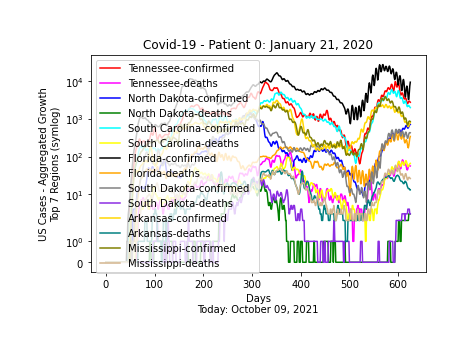 Covid-19 - Patient 0: January 21, 2020
US Cases - Aggregated Growth
Top 7 Regions (symlog)
10⁴
10³
10²
10¹
10⁰
0
Tennessee-confirmed
Tennessee-deaths
North Dakota-confirmed
North Dakota-deaths
South Carolina-confirmed
South Carolina-deaths
Florida-confirmed
Florida-deaths
South Dakota-confirmed
South Dakota-deaths
Arkansas-confirmed
Arkansas-deaths
Mississippi-confirmed
Mississippi-deaths
0 100 200 300 400 500 600
Days
Today: October 09, 2021